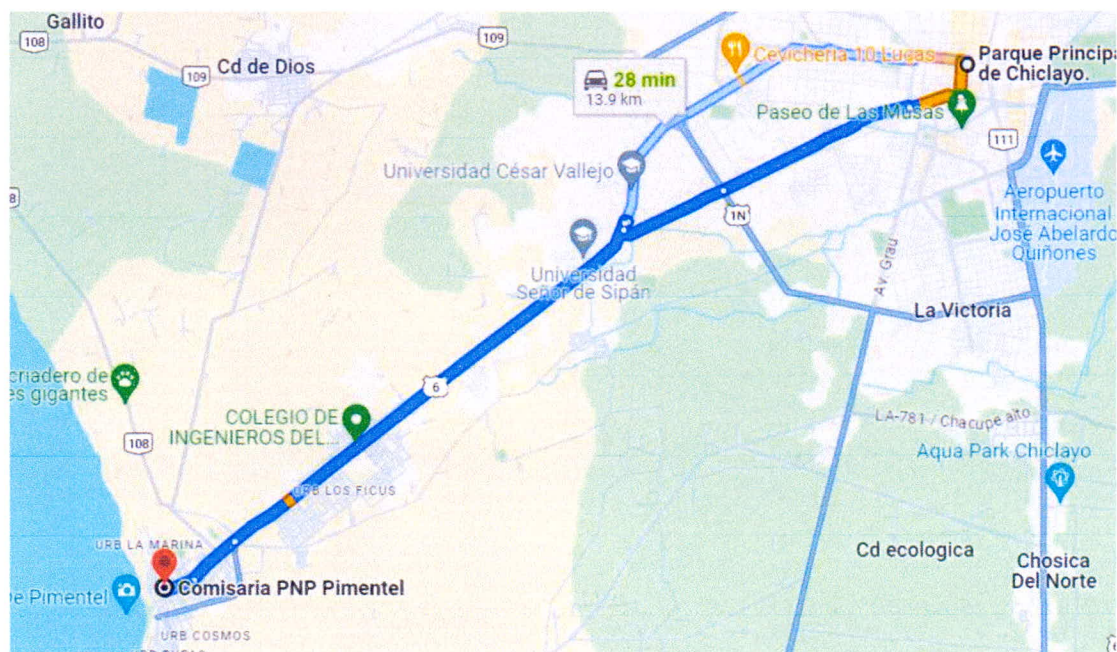 Gallito
108
109
Cd de Dios
109
28 min
13.9 km
Cevichería 10 Lucas
Parque Principa
de Chiclayo.
Paseo de Las Musas
111
Universidad César Vallejo
Aeropuerto
Internacional
José Abelardo
Quiñones
1N
Universidad
Señor de Sipán
Av. Grau
La Victoria
criadero de
es gigantes
6
COLEGIO DE
INGENIEROS DEL...
108
LA-781 / Chacupe alto
Aqua Park Chiclayo
URB LOS FICUS
URB LA MARINA
Cd ecologica
Chosica
Del Norte
Comisaria PNP Pimentel
De Pimentel
URB COSMOS